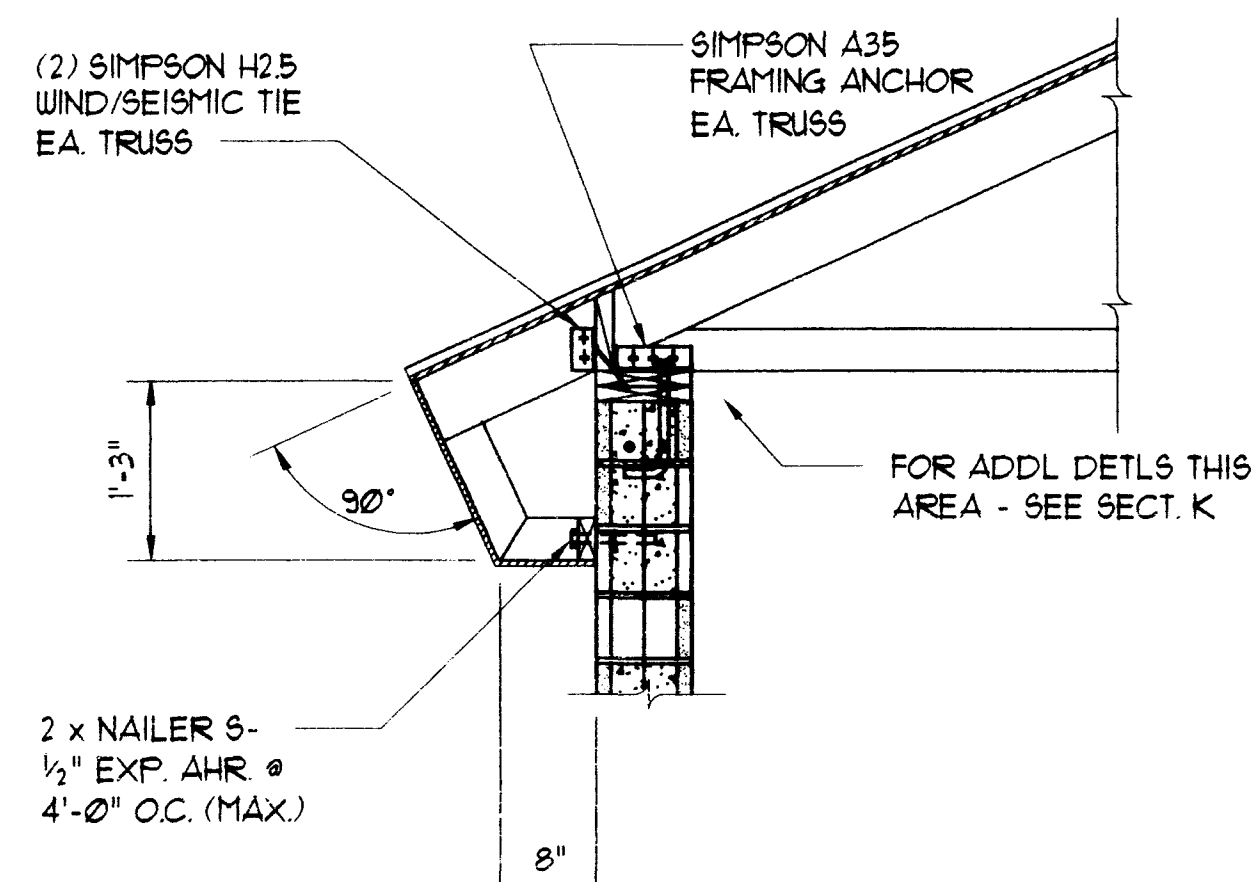 (2) SIMPSON H2.5
WIND/SEISMIC TIE
EA. TRUSS
SIMPSON A35
FRAMING ANCHOR
EA. TRUSS
1'-3"
90°
FOR ADDL DETLS THIS
AREA - SEE SECT. K
2 x NAILER S-
½" EXP. AHR. @
4'-0" O.C. (MAX.)
8"